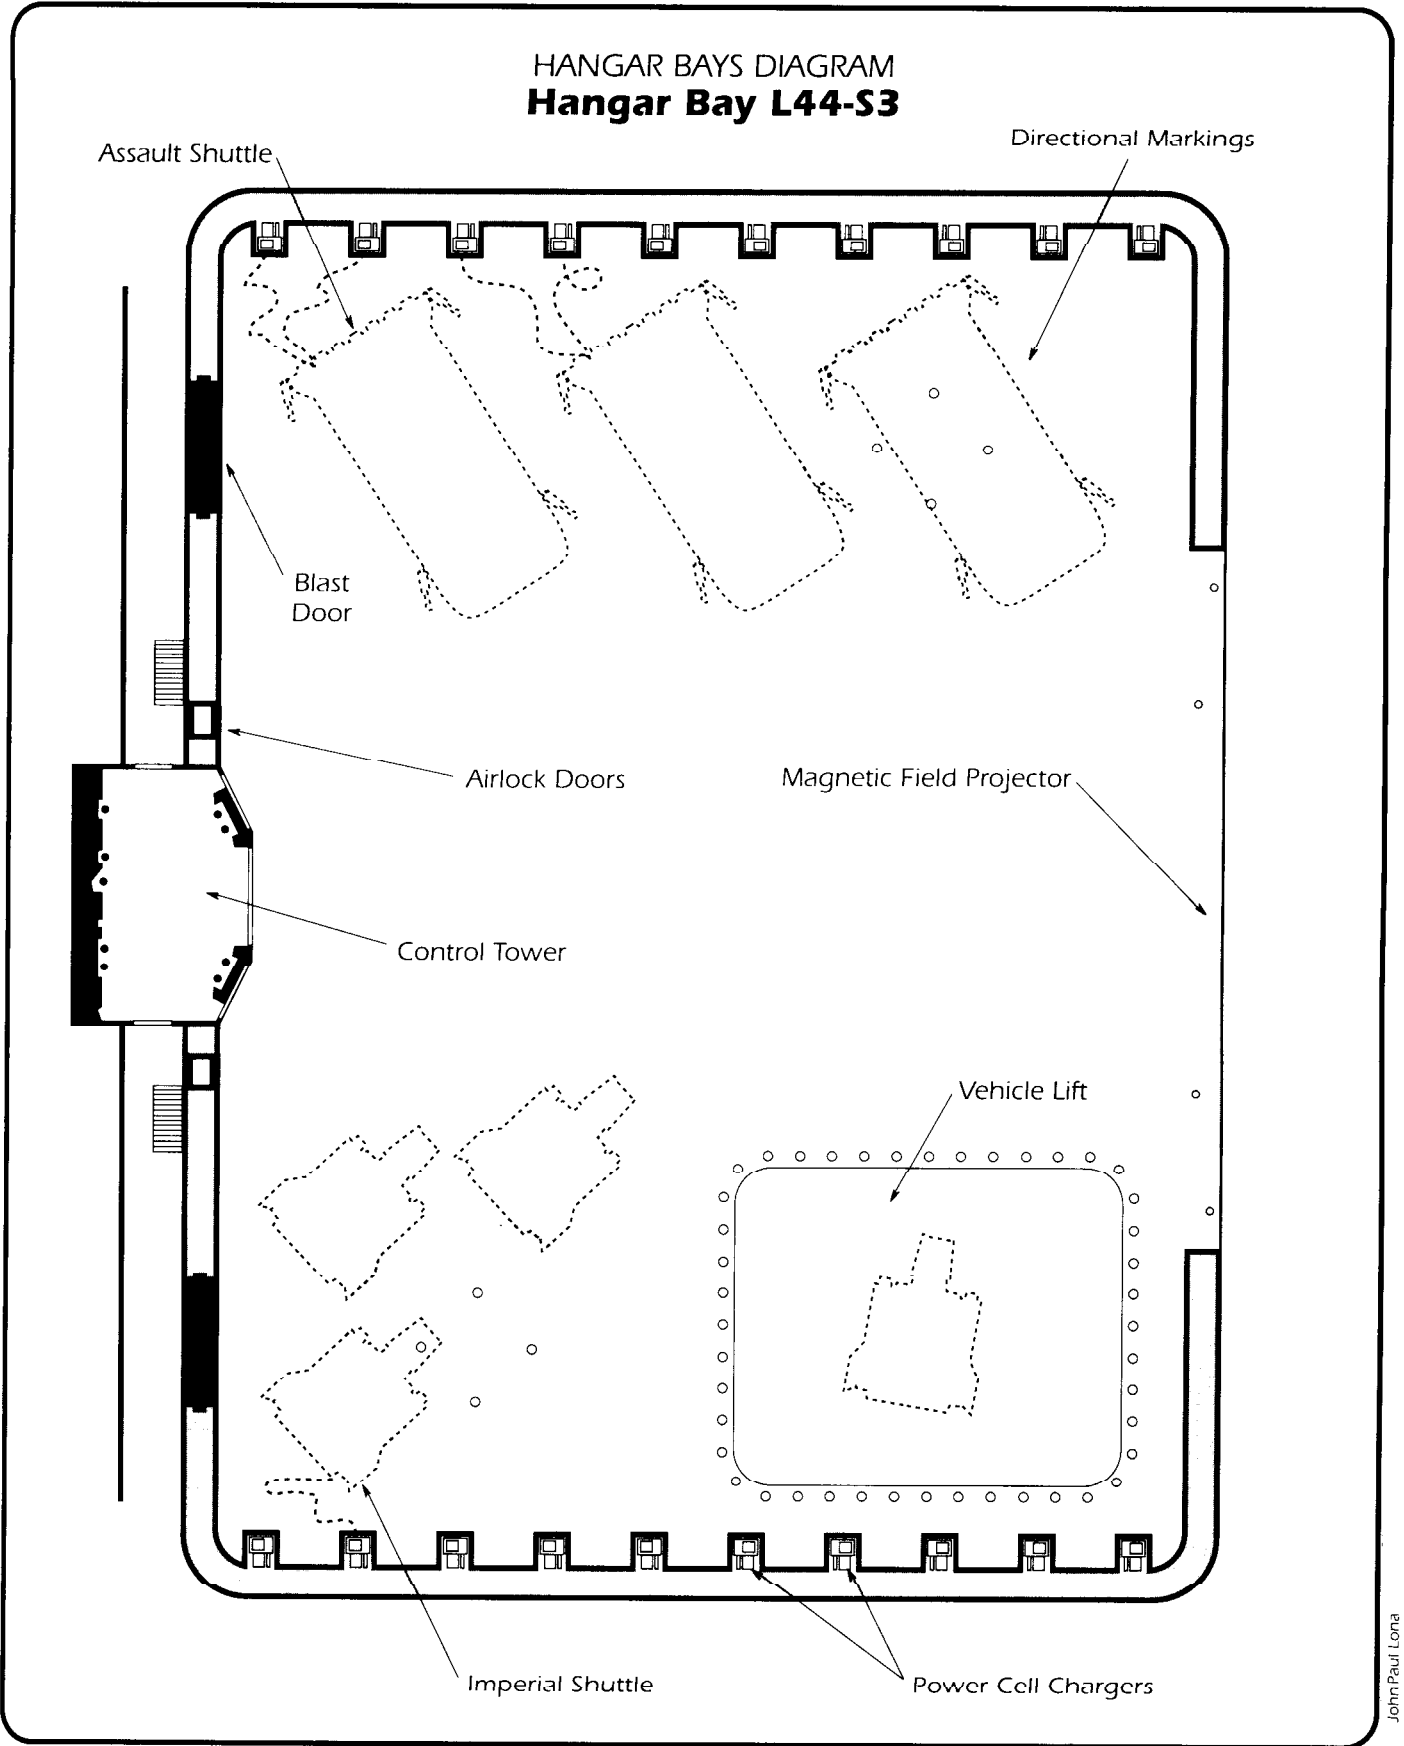 HANGAR BAYS DIAGRAM
Hangar Bay L44-S3
Assault Shuttle
Directional Markings
Blast
Door
Airlock Doors
Magnetic Field Projector
Control Tower
Vehicle Lift
Imperial Shuttle
Power Cell Chargers
John Paul Lona